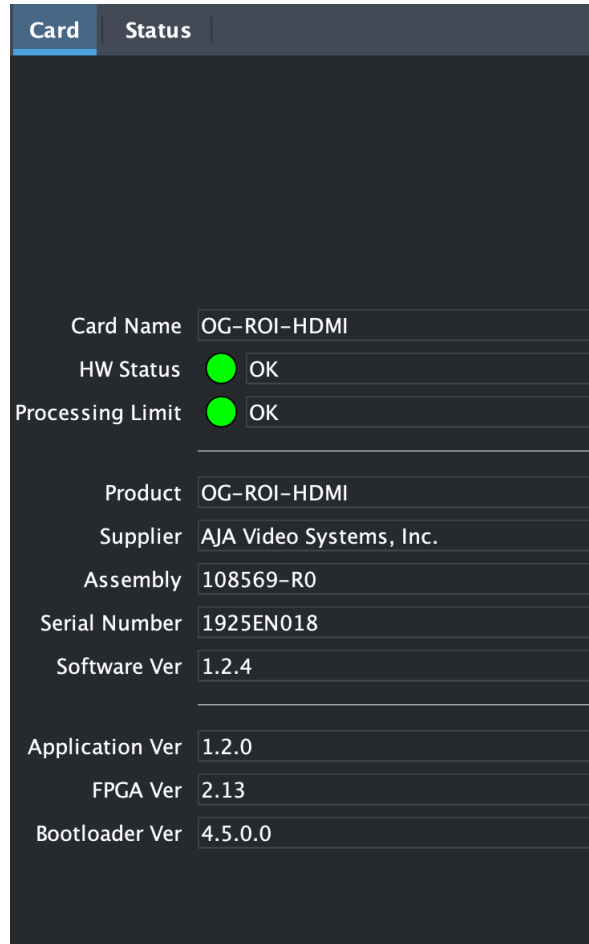 Card Status
Card Name OG-ROI-HDMI
HW Status OK
Processing Limit OK
Product OG-ROI-HDMI
Supplier AJA Video Systems, Inc.
Assembly 108569-R0
Serial Number 1925EN018
Software Ver 1.2.4
Application Ver 1.2.0
FPGA Ver 2.13
Bootloader Ver 4.5.0.0